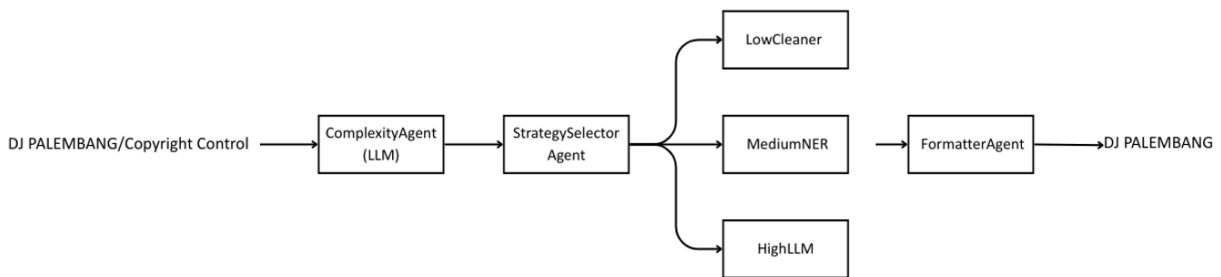 LowCleaner
DJ PALEMBANG/Copyright Control
ComplexityAgent
(LLM)
StrategySelector
Agent
MediumNER
FormatterAgent
DJ PALEMBANG
HighLLM